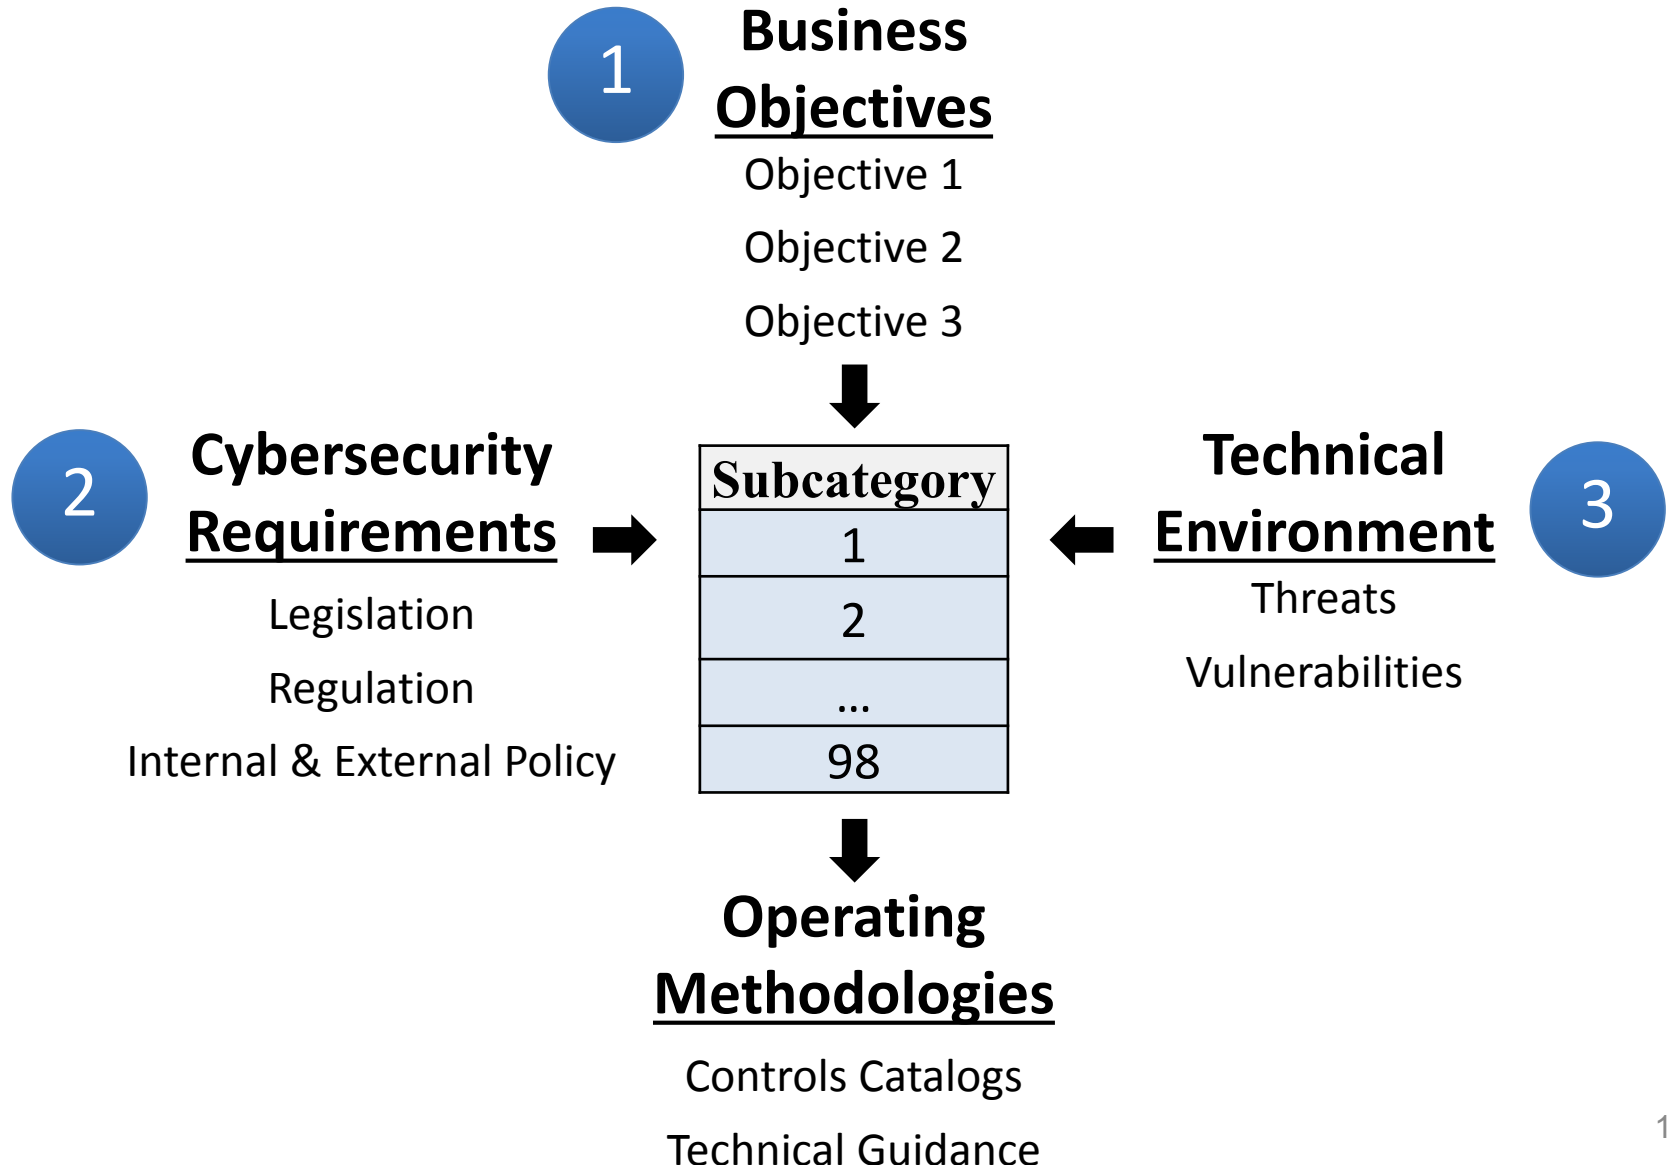 1
Business
Objectives
Objective 1
Objective 2
Objective 3
2
Cybersecurity
Requirements
Legislation
Regulation
Internal & External Policy
Subcategory
1
2
...
98
Technical
Environment
3
Threats
Vulnerabilities
Operating
Methodologies
Controls Catalogs
Technical Guidance
1